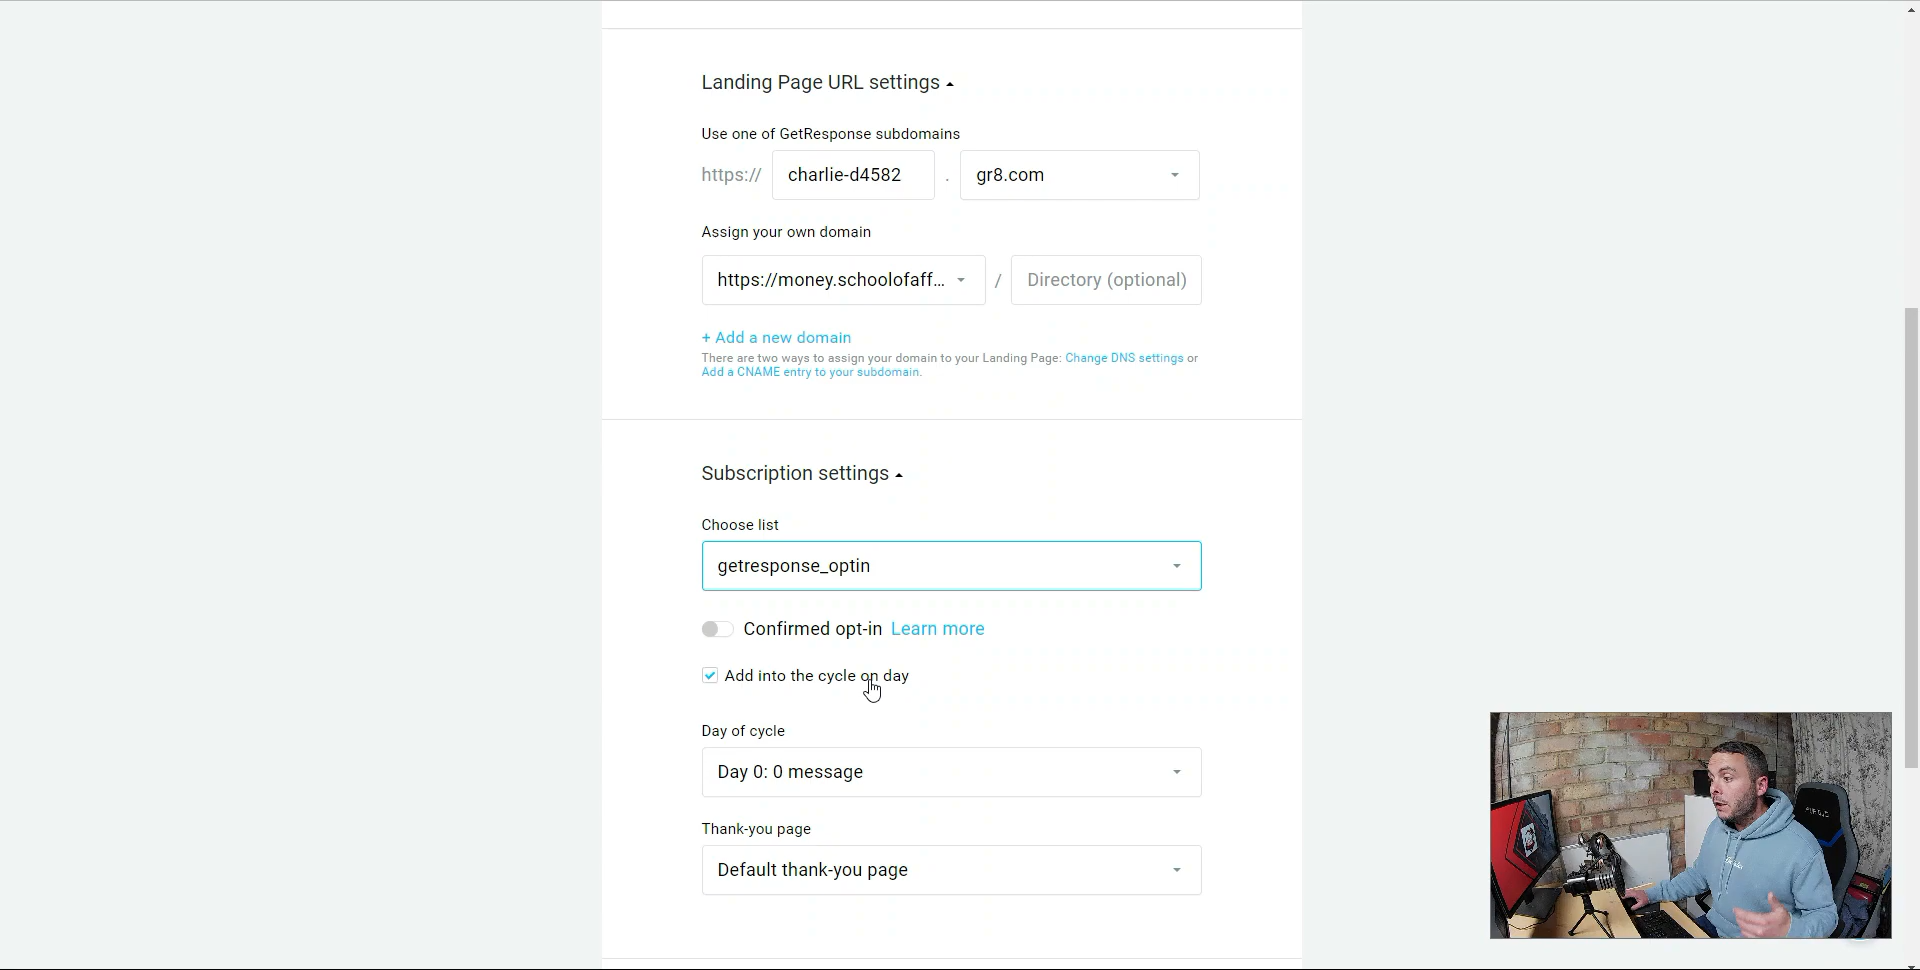 Landing Page URL settings
Use one of GetResponse subdomains
https:// charlie-d4582 . gr8.com
Assign your own domain
https://money.schoolofaff... / Directory (optional)
+ Add a new domain
There are two ways to assign your domain to your Landing Page: Change DNS settings or
Add a CNAME entry to your subdomain.
Subscription settings
Choose list
getresponse_optin
Confirmed opt-in Learn more
Add into the cycle on day
Day of cycle
Day 0: 0 message
Thank-you page
Default thank-you page